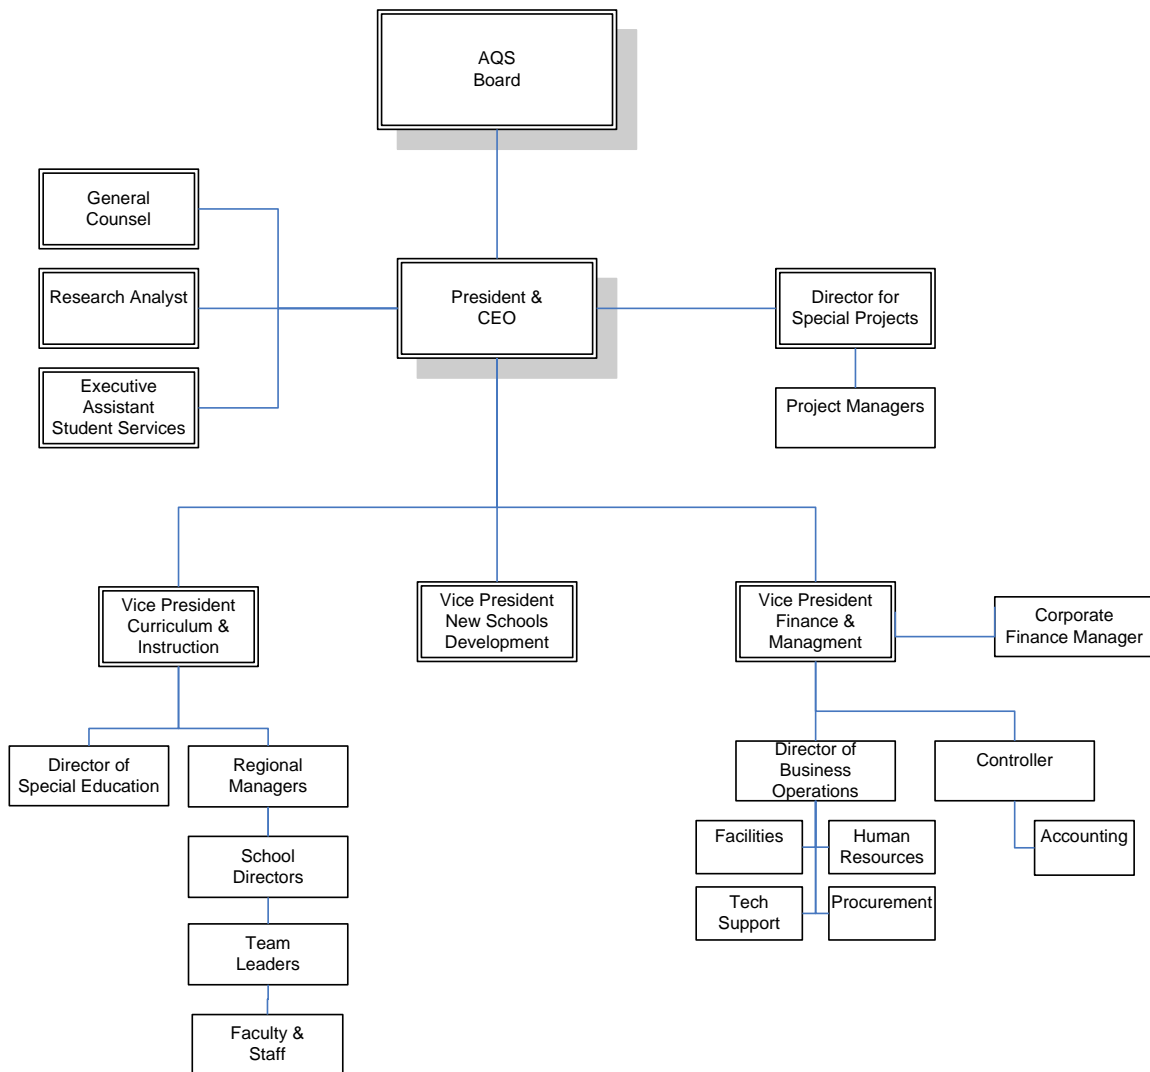 AQS
Board
General
Counsel
Research Analyst
Executive
Assistant
Student Services
President &
CEO
Director for
Special Projects
Project Managers
Vice President
Curriculum &
Instruction
Vice President
New Schools
Development
Vice President
Finance &
Managment
Corporate
Finance Manager
Director of
Special Education
Regional
Managers
School
Directors
Team
Leaders
Faculty &
Staff
Director of
Business
Operations
Controller
Facilities
Human
Resources
Accounting
Tech
Support
Procurement